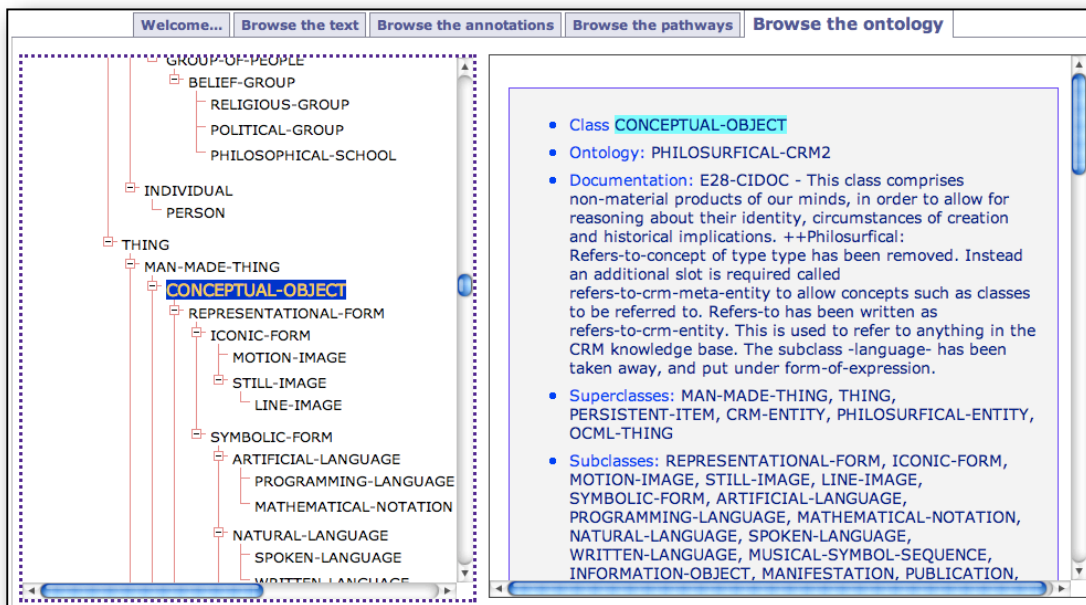 Welcome...
Browse the text
Browse the annotations
Browse the pathways
Browse the ontology
GROUP-OF-PEOPLE
BELIEF-GROUP
RELIGIOUS-GROUP
POLITICAL-GROUP
PHILOSOPHICAL-SCHOOL
INDIVIDUAL
PERSON
THING
MAN-MADE-THING
CONCEPTUAL-OBJECT
REPRESENTATIONAL-FORM
ICONIC-FORM
MOTION-IMAGE
STILL-IMAGE
LINE-IMAGE
SYMBOLIC-FORM
ARTIFICIAL-LANGUAGE
PROGRAMMING-LANGUAGE
MATHEMATICAL-NOTATION
NATURAL-LANGUAGE
SPOKEN-LANGUAGE
WRITTEN-LANGUAGE
Class CONCEPTUAL-OBJECT
Ontology: PHILOSURFICAL-CRM2
Documentation: E28-CIDOC - This class comprises
non-material products of our minds, in order to allow for
reasoning about their identity, circumstances of creation
and historical implications. ++Philosurfical:
Refers-to-concept of type type has been removed. Instead
an additional slot is required called
refers-to-crm-meta-entity to allow concepts such as classes
to be referred to. Refers-to has been written as
refers-to-crm-entity. This is used to refer to anything in the
CRM knowledge base. The subclass -language- has been
taken away, and put under form-of-expression.
Superclasses: MAN-MADE-THING, THING,
PERSISTENT-ITEM, CRM-ENTITY, PHILOSURFICAL-ENTITY,
OCML-THING
Subclasses: REPRESENTATIONAL-FORM, ICONIC-FORM,
MOTION-IMAGE, STILL-IMAGE, LINE-IMAGE,
SYMBOLIC-FORM, ARTIFICIAL-LANGUAGE,
PROGRAMMING-LANGUAGE, MATHEMATICAL-NOTATION,
NATURAL-LANGUAGE, SPOKEN-LANGUAGE,
WRITTEN-LANGUAGE, MUSICAL-SYMBOL-SEQUENCE,
INFORMATION-OBJECT, MANIFESTATION, PUBLICATION,